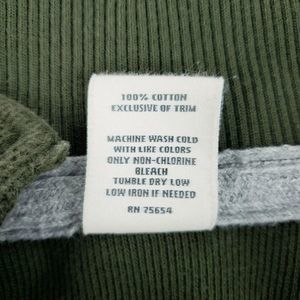 100% COTTON
EXCLUSIVE OF TRIM
MACHINE WASH COLD
WITH LIKE COLORS
ONLY NON-CHLORINE
BLEACH
TUMBLE DRY LOW
LOW IRON IF NEEDED
RN 75654